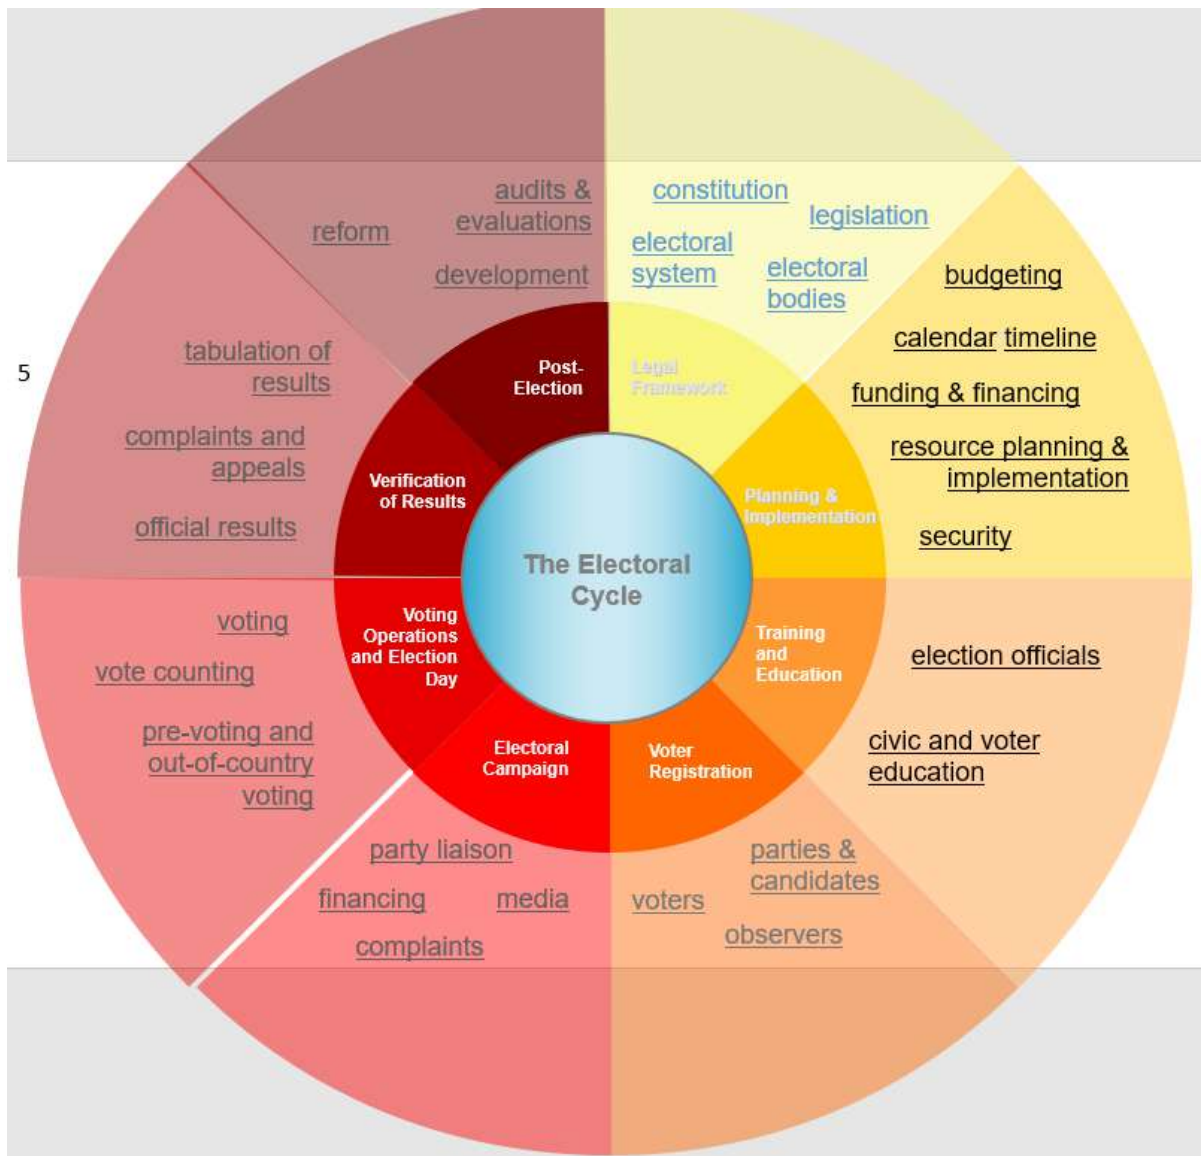 constitution
legislation
electoral
system
electoral
bodies
budgeting
calendar timeline
funding & financing
resource planning &
implementation
security
election officials
civic and voter
education
parties &
candidates
voters
observers
party liaison
financing media
complaints
voting
vote counting
pre-voting and
out-of-country
voting
tabulation of
results
complaints and
appeals
official results
audits &
evaluations
reform
development
5
Legal
Framework
Planning &
Implementation
Training
and
Education
Voter
Registration
Electoral
Campaign
Voting
Operations
and Election
Day
Verification
of Results
Post-
Election
The Electoral
Cycle